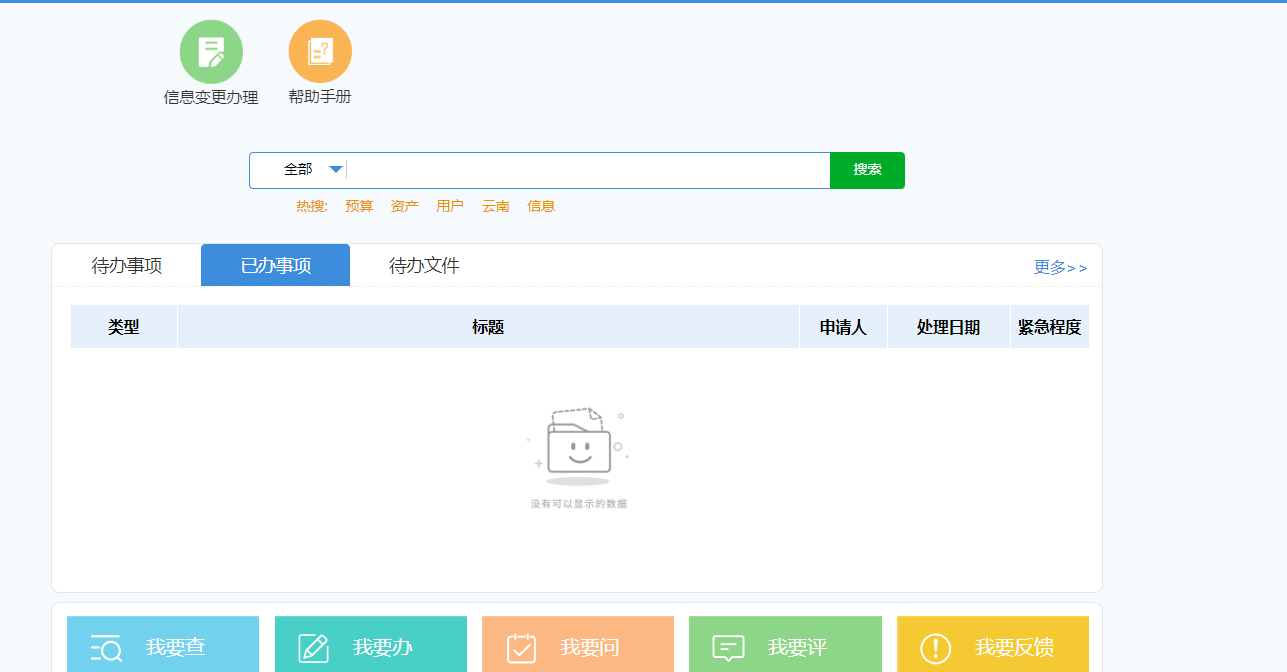 信息变更办理 帮助手册
全部 搜索
热搜: 预算 资产 用户 云南 信息
待办事项 已办事项 待办文件 更多>>
类型 标题 申请人 处理日期 紧急程度
没有可以显示的数据
我要查 我要办 我要问 我要评 我要反馈